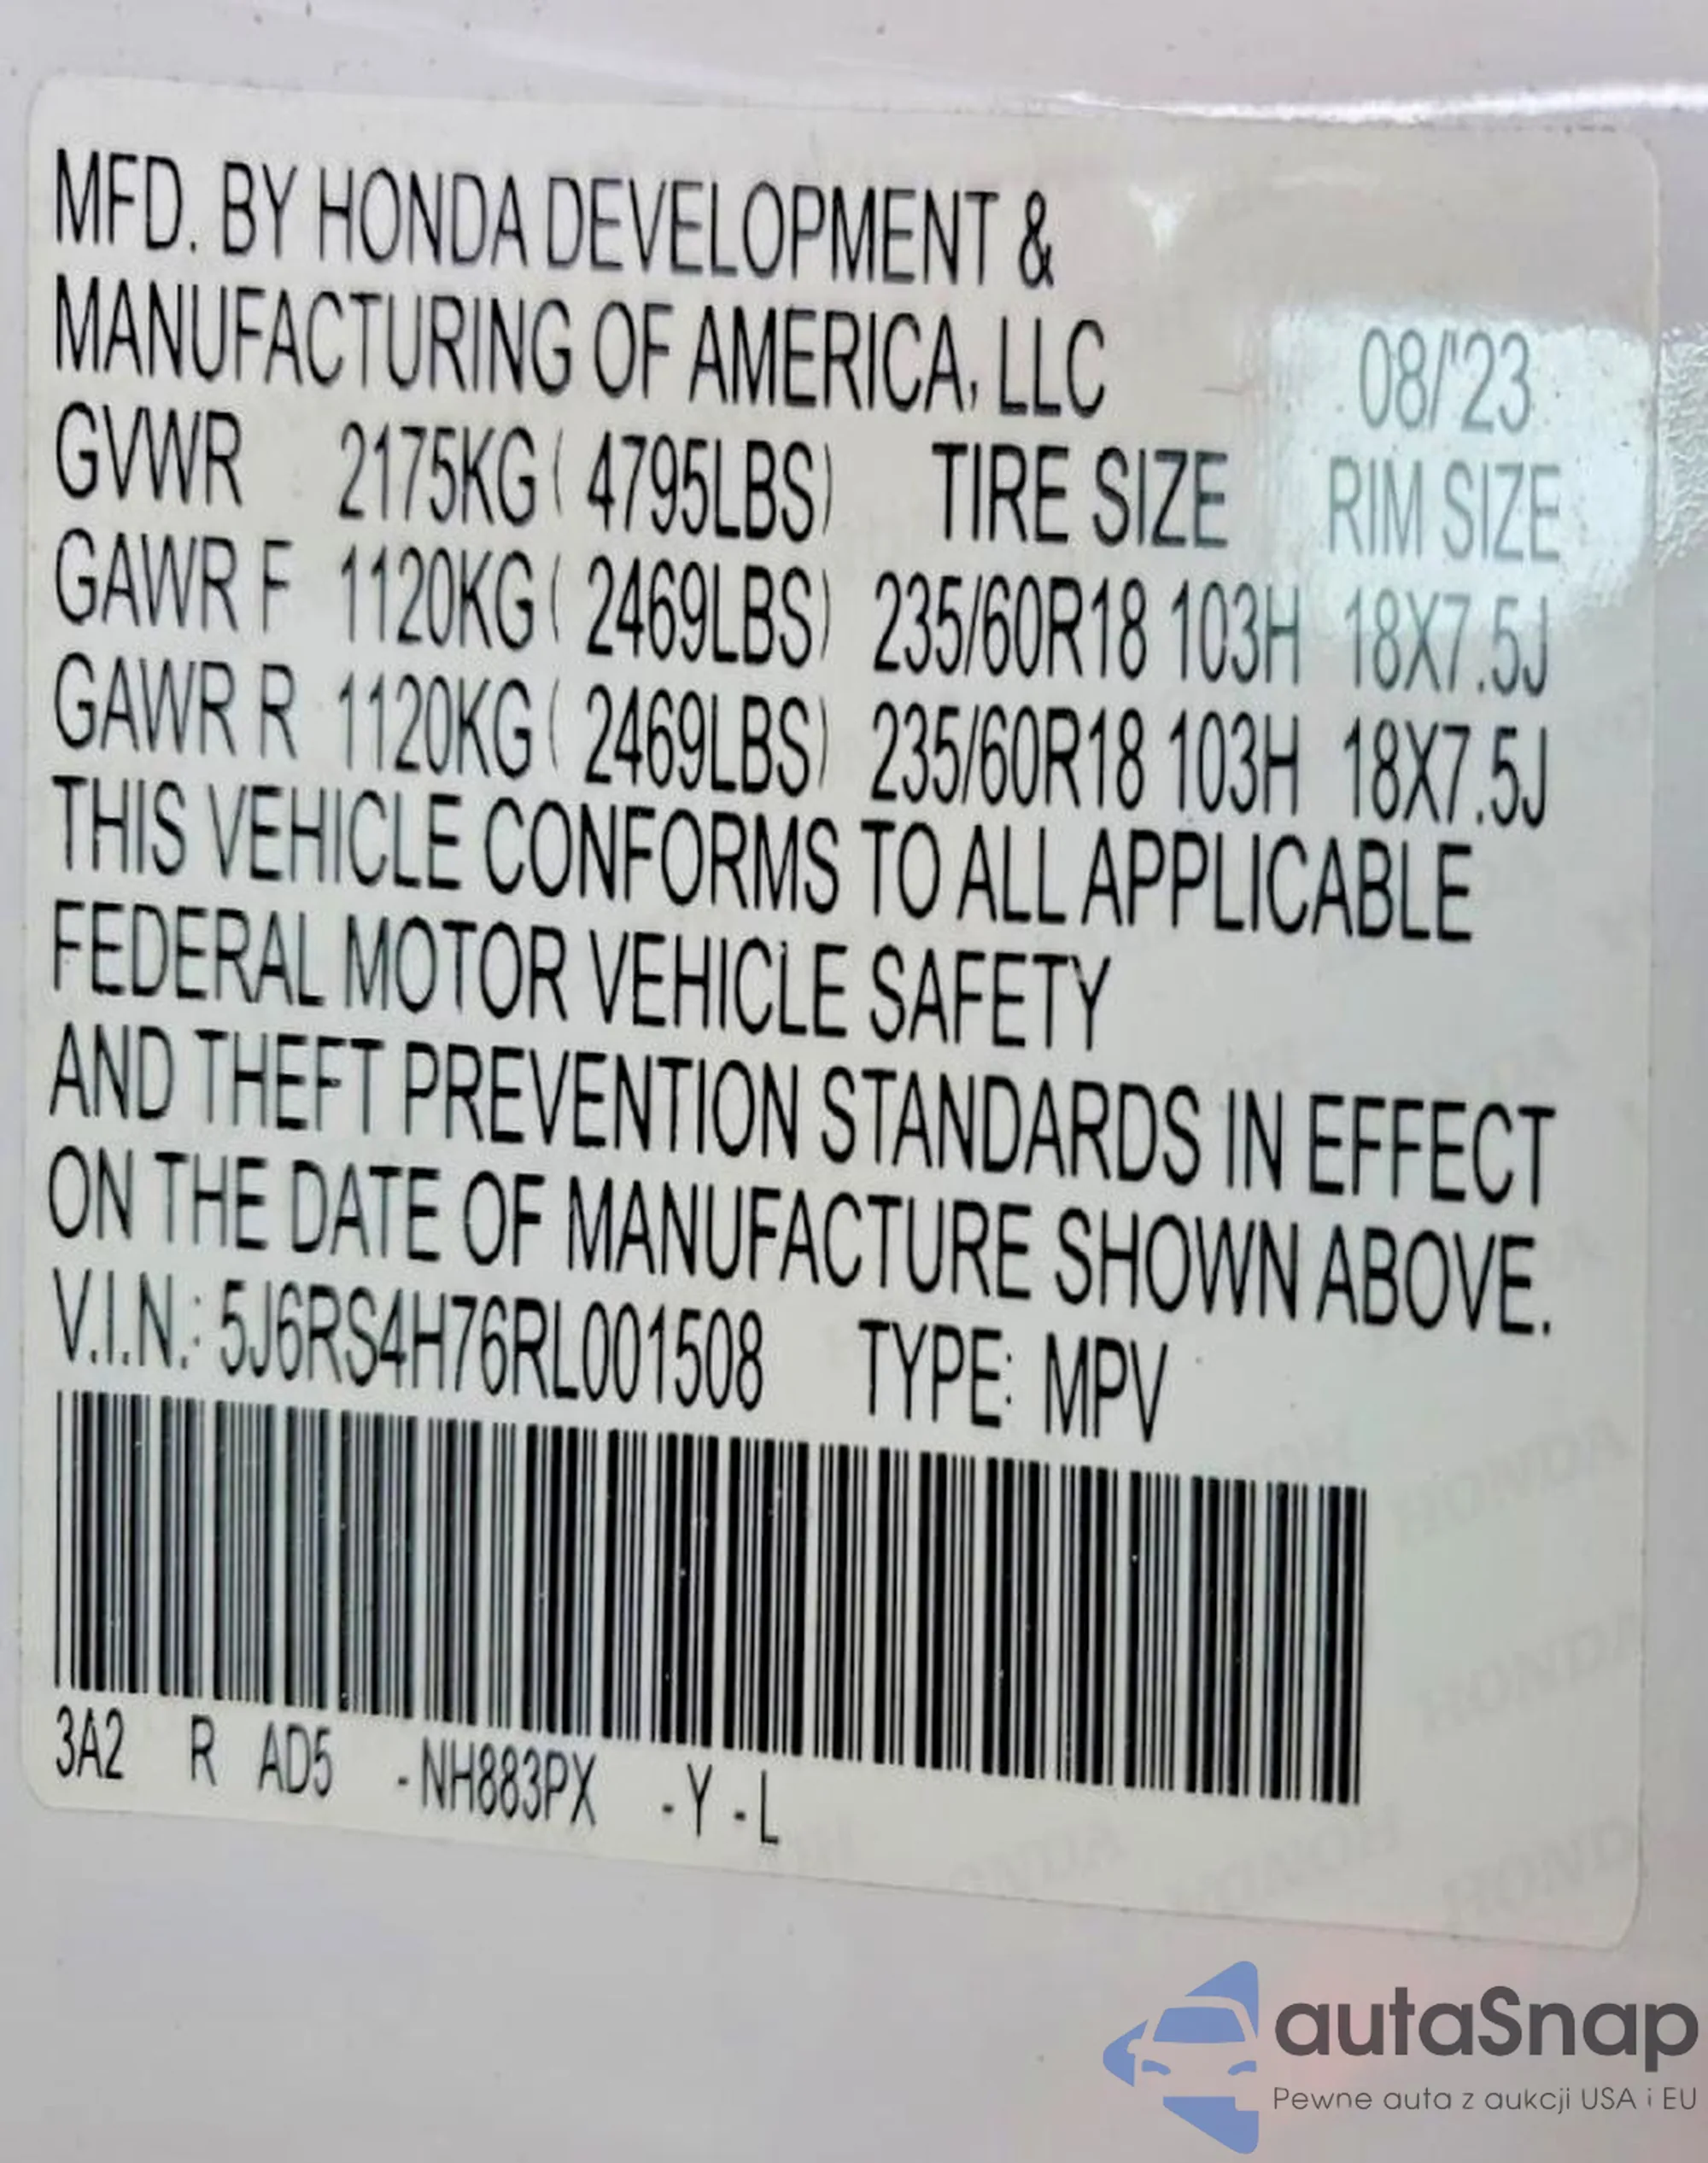 MFD. BY HONDA DEVELOPMENT &
MANUFACTURING OF AMERICA, LLC 08/'23
GVWR 2175KG ( 4795LBS) TIRE SIZE RIM SIZE
GAWR F 1120KG ( 2469LBS) 235/60R18 103H 18X7.5J
GAWR R 1120KG ( 2469LBS) 235/60R18 103H 18X7.5J
THIS VEHICLE CONFORMS TO ALL APPLICABLE
FEDERAL MOTOR VEHICLE SAFETY
AND THEFT PREVENTION STANDARDS IN EFFECT
ON THE DATE OF MANUFACTURE SHOWN ABOVE.
V.I.N.: 5J6RS4H76RL001508 TYPE: MPV
3A2 R AD5 -NH883PX -Y -L
autaSnap
Pewne auta z aukcji USA i EU